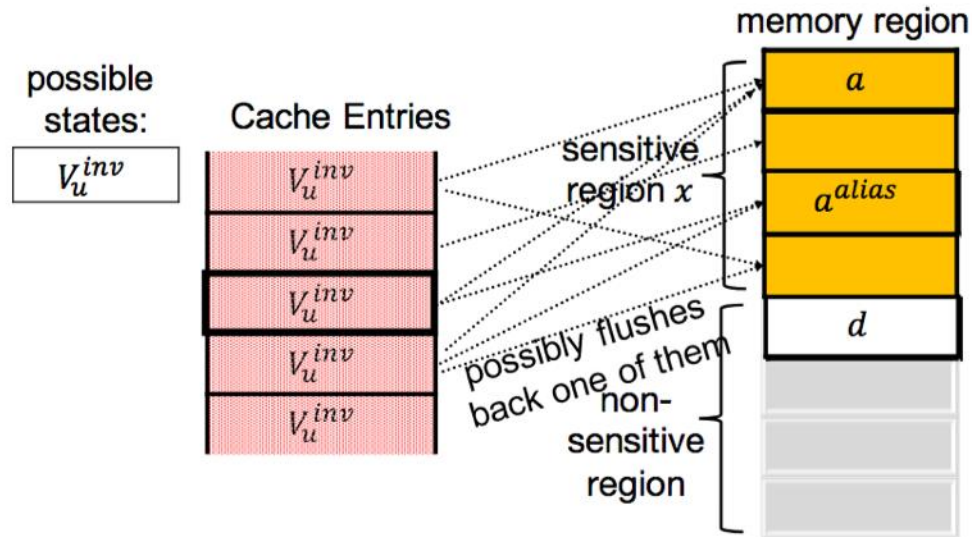 memory region
possible
states:
$V_u^{inv}$
Cache Entries
$V_u^{inv}$
$V_u^{inv}$
$V_u^{inv}$
$V_u^{inv}$
$V_u^{inv}$
sensitive
region $x$
$a$
$a^{alias}$
$d$
possibly flushes
back one of them
non-
sensitive
region